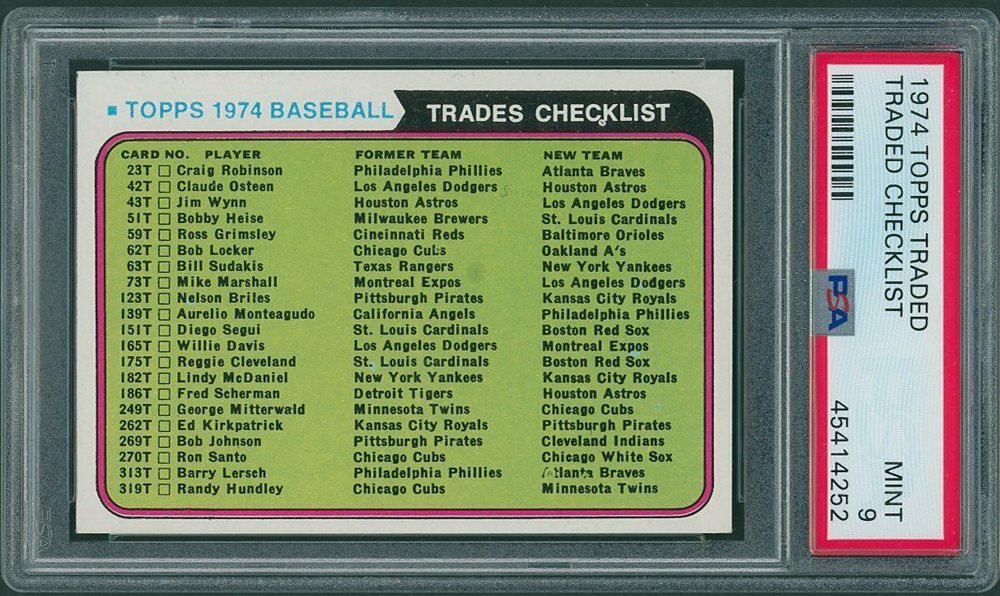 TOPPS 1974 BASEBALL TRADES CHECKLIST
CARD NO. PLAYER FORMER TEAM NEW TEAM
23T Craig Robinson Philadelphia Phillies Atlanta Braves
42T Claude Osteen Los Angeles Dodgers Houston Astros
43T Jim Wynn Houston Astros Los Angeles Dodgers
51T Bobby Heise Milwaukee Brewers St. Louis Cardinals
59T Ross Grimsley Cincinnati Reds Baltimore Orioles
62T Bob Locker Chicago Cubs Oakland A's
63T Bill Sudakis Texas Rangers New York Yankees
73T Mike Marshall Montreal Expos Los Angeles Dodgers
123T Nelson Briles Pittsburgh Pirates Kansas City Royals
139T Aurelio Monteagudo California Angels Philadelphia Phillies
151T Diego Segui St. Louis Cardinals Boston Red Sox
165T Willie Davis Los Angeles Dodgers Montreal Expos
175T Reggie Cleveland St. Louis Cardinals Boston Red Sox
182T Lindy McDaniel New York Yankees Kansas City Royals
186T Fred Scherman Detroit Tigers Houston Astros
249T George Mitterwald Minnesota Twins Chicago Cubs
262T Ed Kirkpatrick Kansas City Royals Pittsburgh Pirates
269T Bob Johnson Pittsburgh Pirates Cleveland Indians
270T Ron Santo Chicago Cubs Chicago White Sox
313T Barry Lersch Philadelphia Phillies Atlanta Braves
319T Randy Hundley Chicago Cubs Minnesota Twins
1974 TOPPS TRADED
TRADED CHECKLIST
PSA
MINT
9
45414252